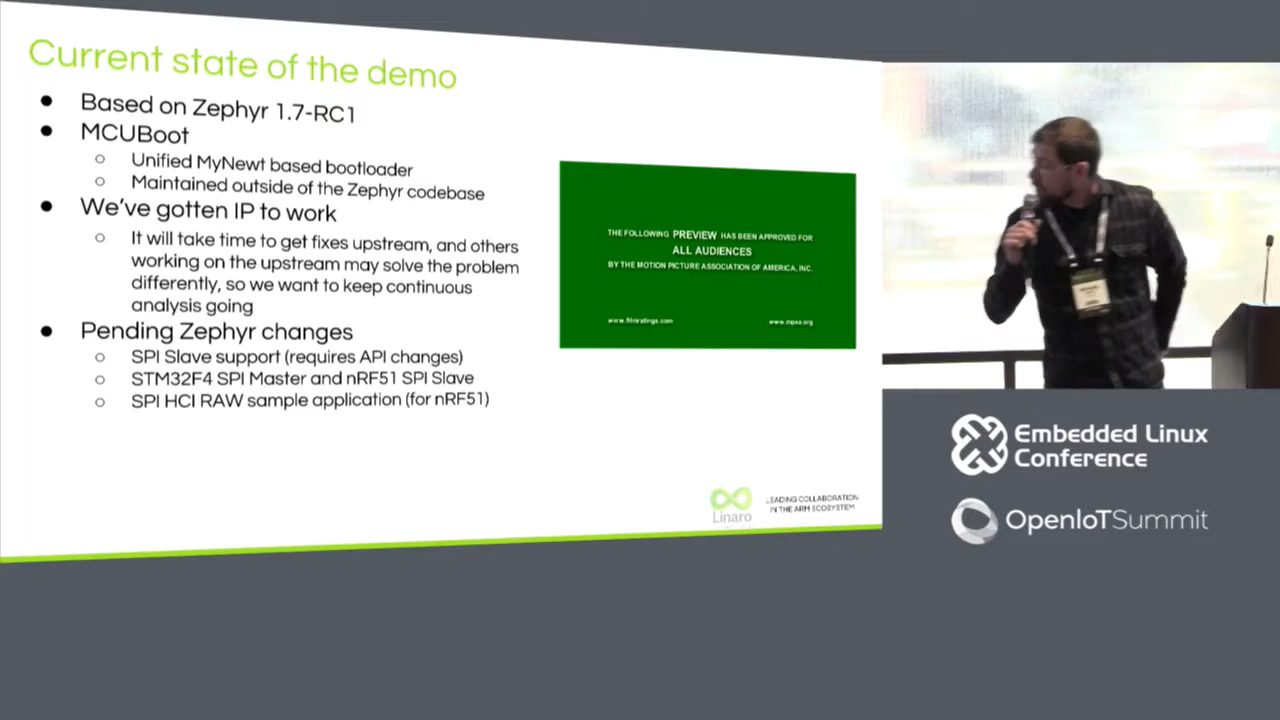 Current state of the demo
Based on Zephyr 1.7-RC1
MCUBoot
Unified MyNewt based bootloader
Maintained outside of the Zephyr codebase
We've gotten IP to work
It will take time to get fixes upstream, and others
working on the upstream may solve the problem
differently, so we want to keep continuous
analysis going
Pending Zephyr changes
SPI Slave support (requires API changes)
STM32F4 SPI Master and nRF51 SPI Slave
SPI HCI RAW sample application (for nRF51)
THE FOLLOWING PREVIEW HAS BEEN APPROVED FOR
ALL AUDIENCES
BY THE MOTION PICTURE ASSOCIATION OF AMERICA, INC.
www.filmratings.com
www.mpaa.org
Linaro
LEADING COLLABORATION
IN THE ARM ECOSYSTEM
Embedded Linux
Conference
OpenIoTSummit